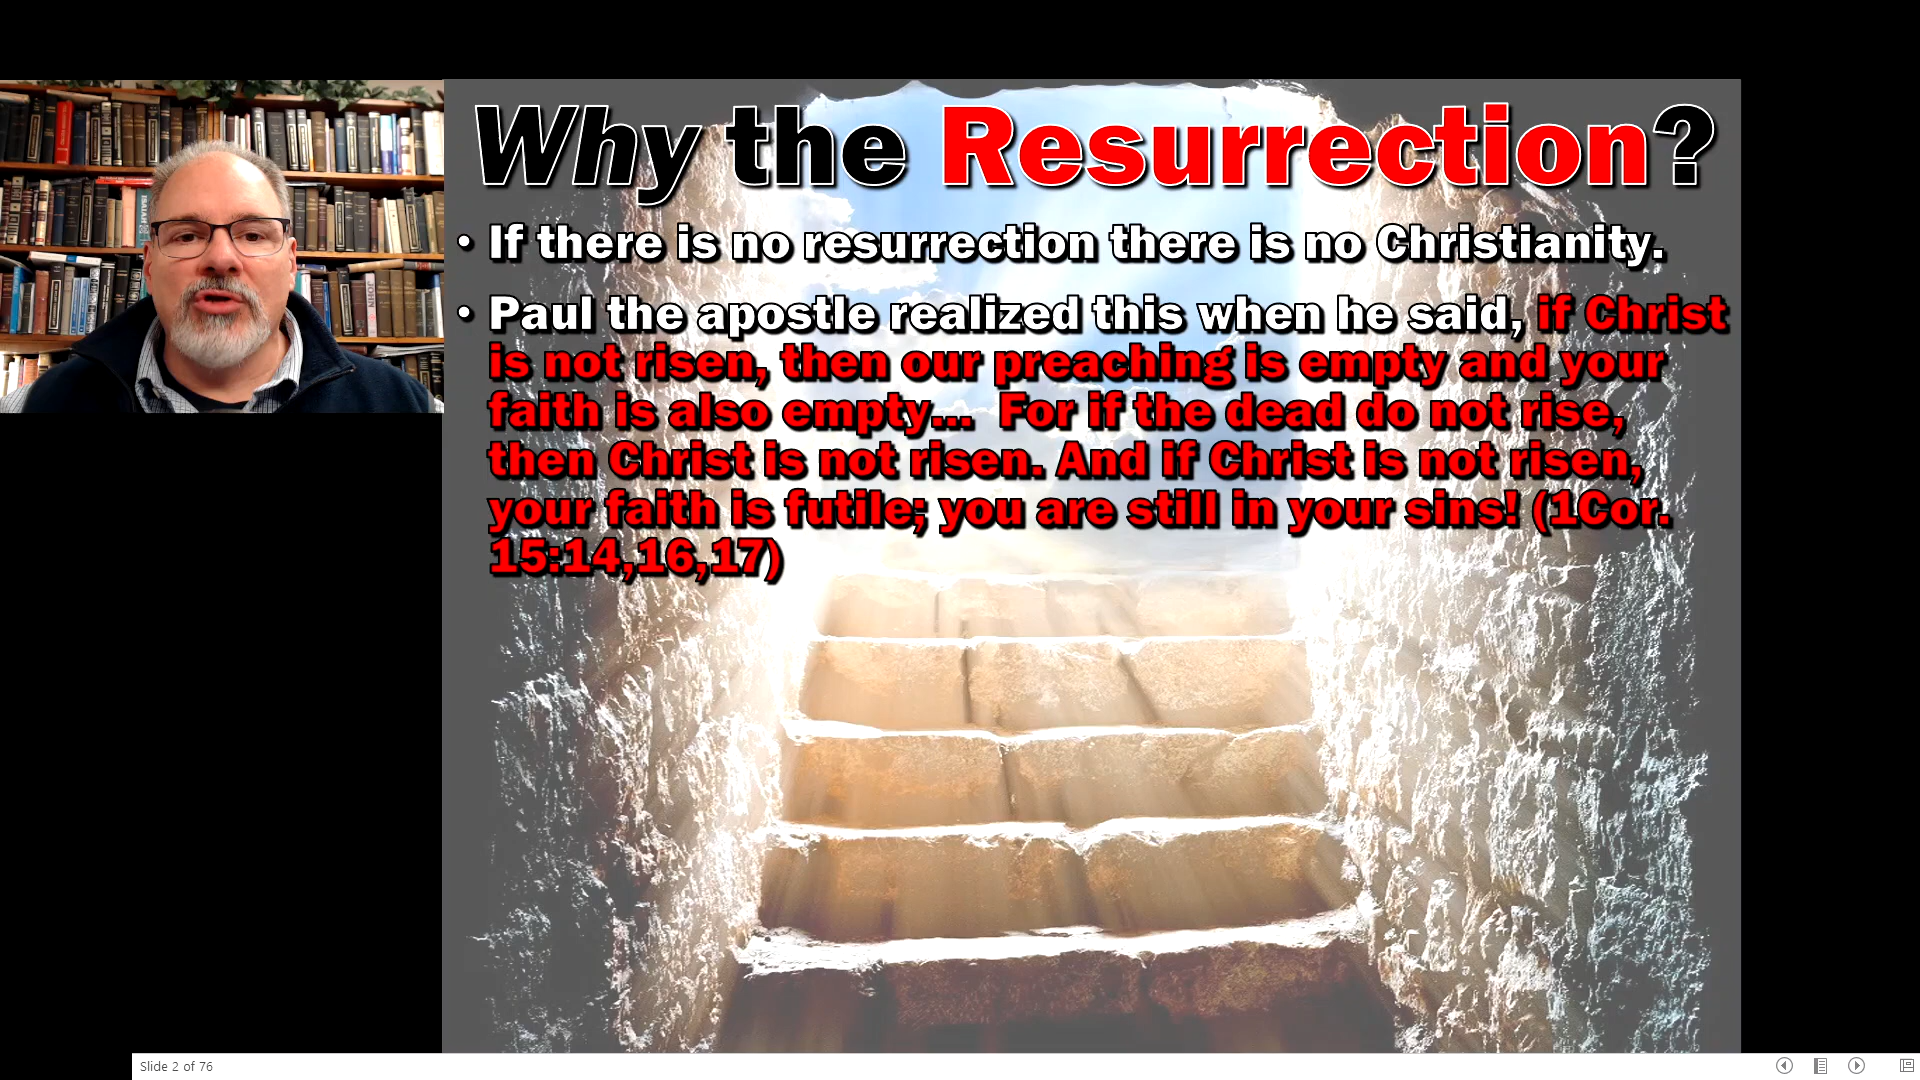 Why the Resurrection?
• If there is no resurrection there is no Christianity.
• Paul the apostle realized this when he said, if Christ
is not risen, then our preaching is empty and your
faith is also empty... For if the dead do not rise,
then Christ is not risen. And if Christ is not risen,
your faith is futile; you are still in your sins! (1Cor.
15:14,16,17)
ISAIAH
JOHN
Slide 2 of 76